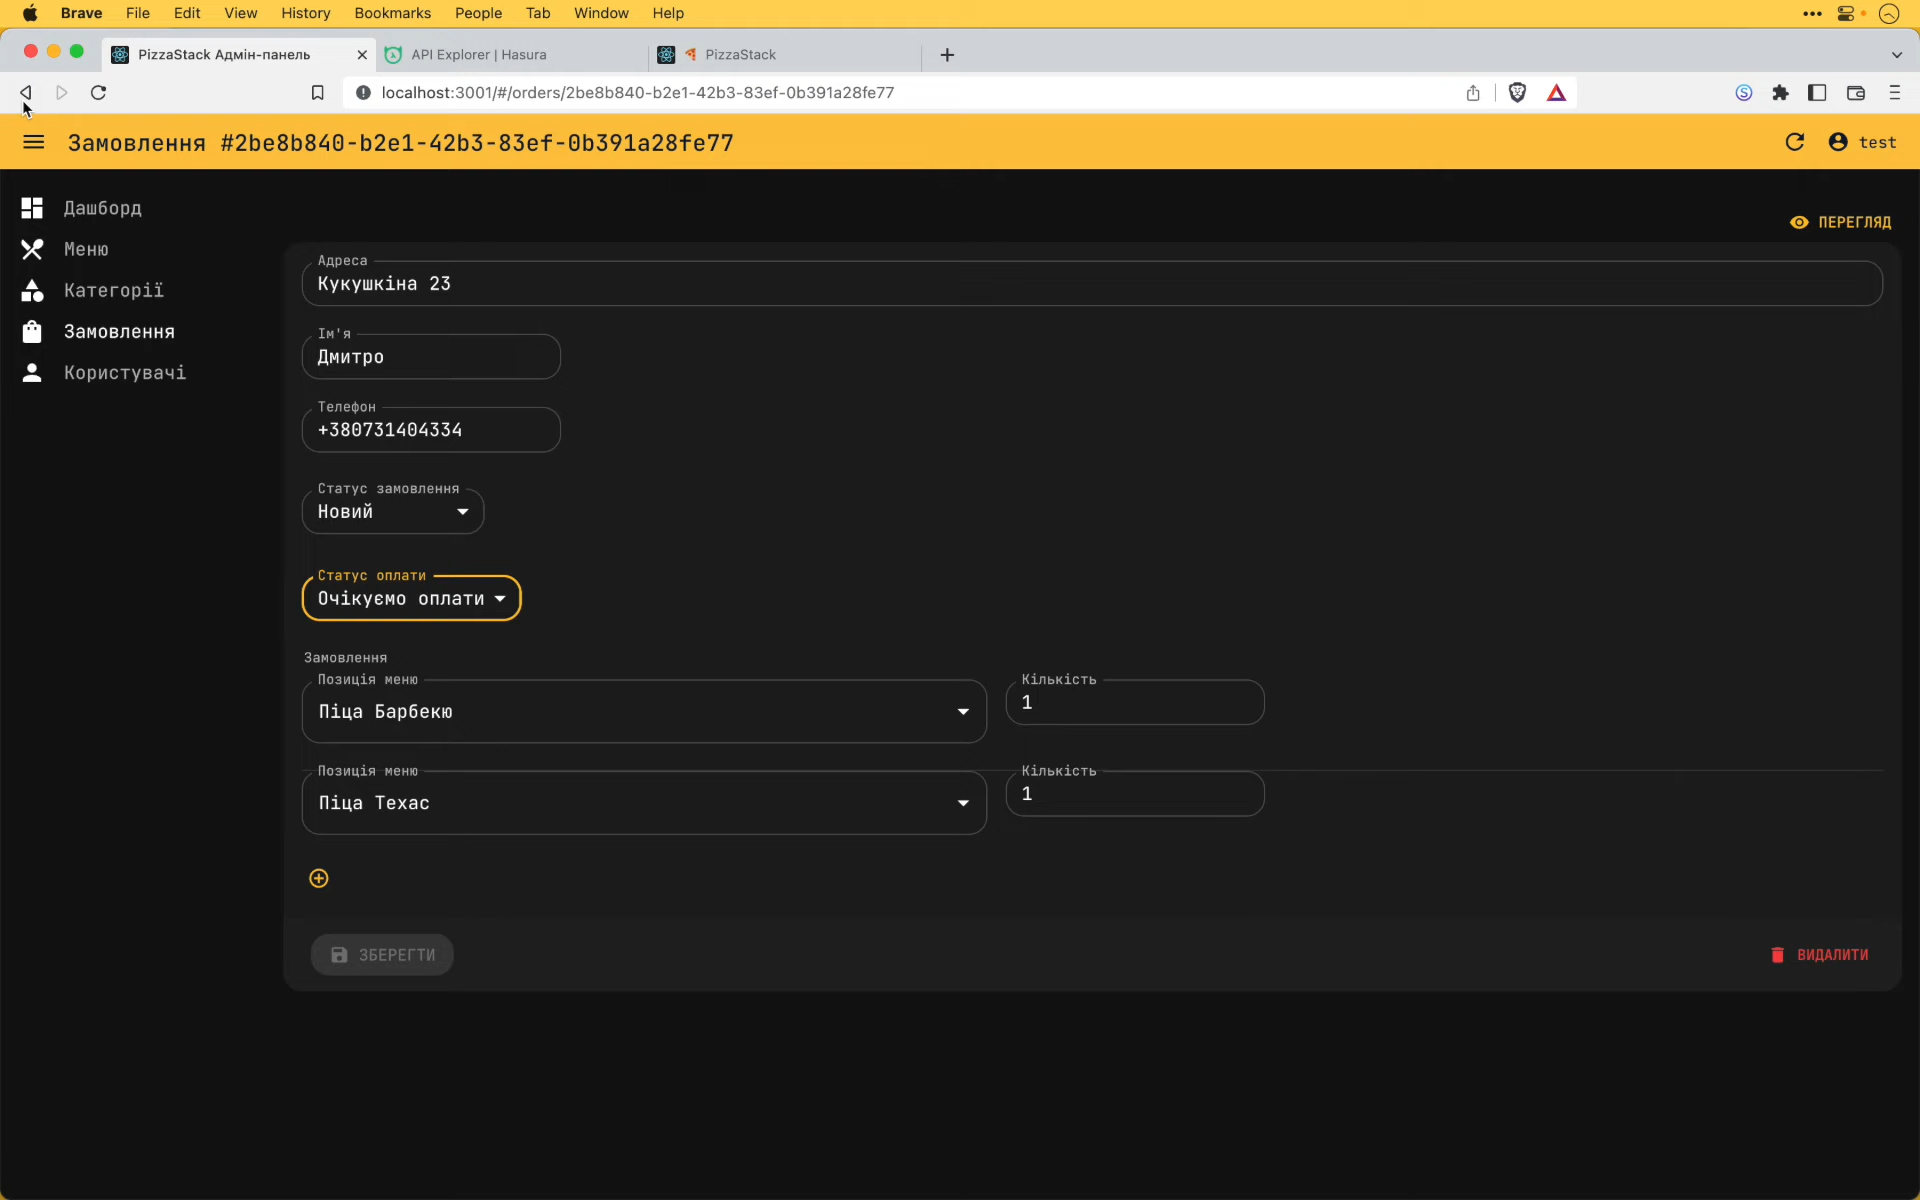 Brave File Edit View History Bookmarks People Tab Window Help
PizzaStack Адмін-панель
API Explorer | Hasura
PizzaStack
localhost:3001/#/orders/2be8b840-b2e1-42b3-83ef-0b391a28fe77
Замовлення #2be8b840-b2e1-42b3-83ef-0b391a28fe77
test
Дашборд
Меню
Категорії
Замовлення
Користувачі
ПЕРЕГЛЯД
Адреса
Кукушкіна 23
Ім'я
Дмитро
Телефон
+380731404334
Статус замовлення
Новий
Статус оплати
Очікуємо оплати
Замовлення
Позиція меню
Піца Барбекю
Кількість
1
Позиція меню
Піца Техас
Кількість
1
ЗБЕРЕГТИ
ВИДАЛИТИ